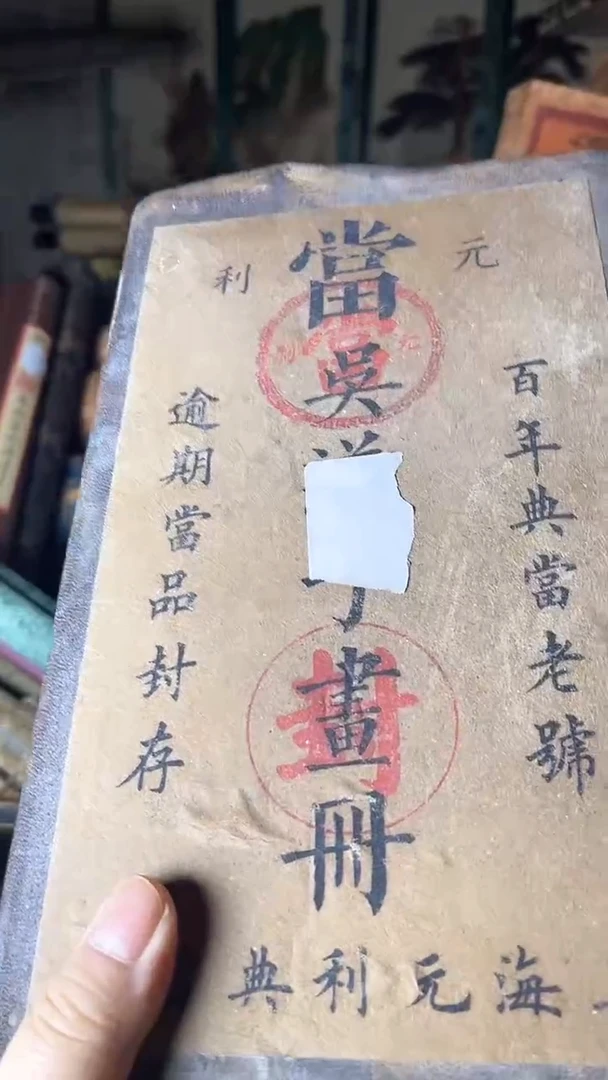 元利
百年典當老號
當吳畫冊
封
逾期當品封存
海元利典